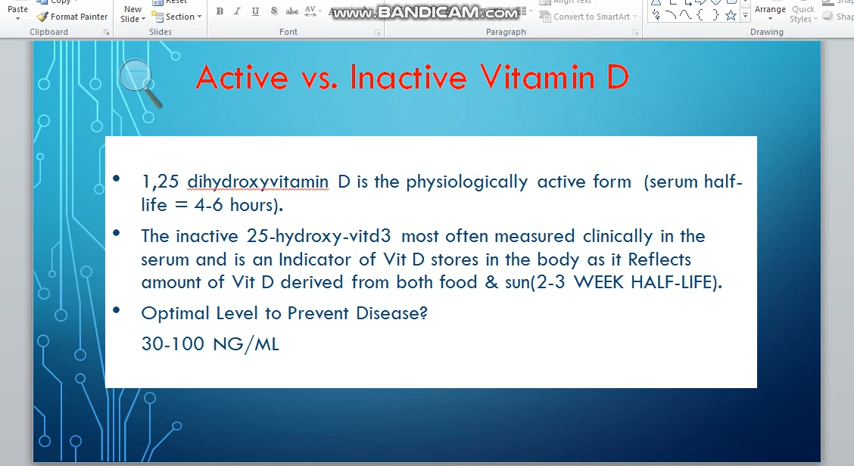 Copy
Reset
Align Text
www.BANDICAM.com
Paste
Format Painter
New
Slide
Section
B I U S abc AV
Convert to SmartArt
Arrange
Quick
Styles
Clipboard
Slides
Font
Paragraph
Drawing
Active vs. Inactive Vitamin D
• 1,25 dihydroxyvitamin D is the physiologically active form (serum half-
life = 4-6 hours).
• The inactive 25-hydroxy-vitd3 most often measured clinically in the
serum and is an Indicator of Vit D stores in the body as it Reflects
amount of Vit D derived from both food & sun(2-3 WEEK HALF-LIFE).
• Optimal Level to Prevent Disease?
30-100 NG/ML